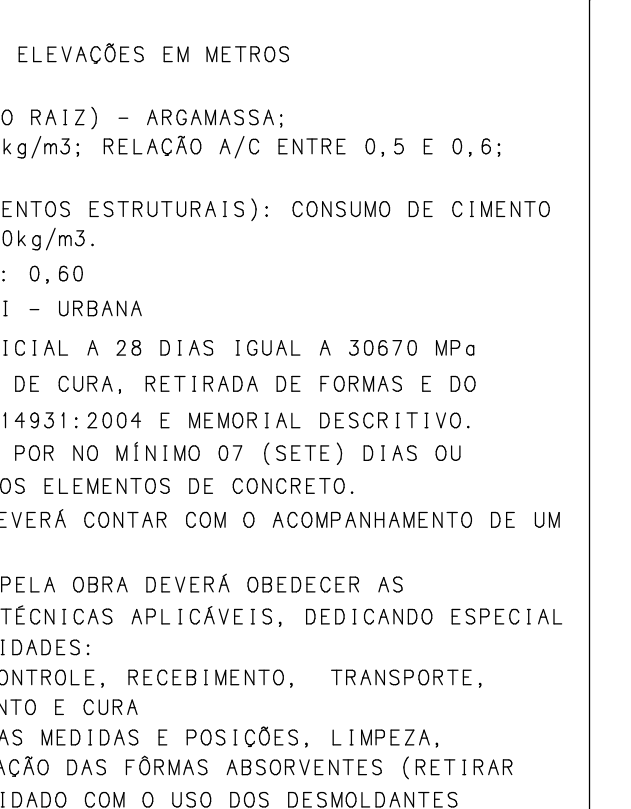 ELEVAÇÕES EM METROS
O RAIZ) - ARGAMASSA;
kg/m3; RELAÇÃO A/C ENTRE 0,5 E 0,6;
ENTOS ESTRUTURAIS): CONSUMO DE CIMENTO
0kg/m3.
: 0,60
I - URBANA
ICIAL A 28 DIAS IGUAL A 30670 MPa
DE CURA, RETIRADA DE FORMAS E DO
14931:2004 E MEMORIAL DESCRITIVO.
POR NO MÍNIMO 07 (SETE) DIAS OU
OS ELEMENTOS DE CONCRETO.
EVERÁ CONTAR COM O ACOMPANHAMENTO DE UM
PELA OBRA DEVERÁ OBEDECER AS
TÉCNICAS APLICÁVEIS, DEDICANDO ESPECIAL
IDADES:
ONTROLE, RECEBIMENTO, TRANSPORTE,
NTO E CURA
AS MEDIDAS E POSIÇÕES, LIMPEZA,
AÇÃO DAS FÔRMAS ABSORVENTES (RETIRAR
IDADO COM O USO DOS DESMOLDANTES